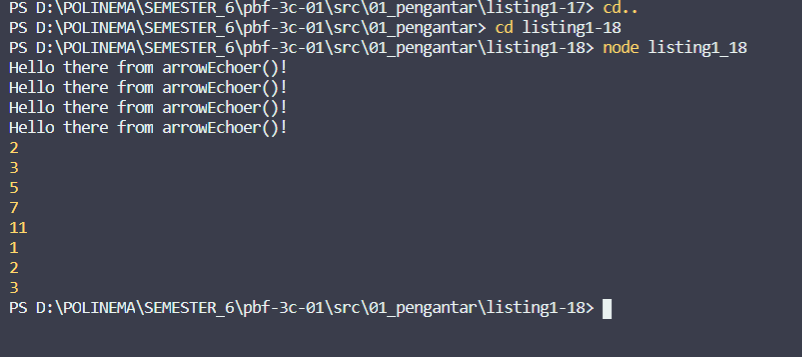 PS D:\POLINEMA\SEMESTER_6\pbf-3c-01\src\01_pengantar\listing1-17> cd..
PS D:\POLINEMA\SEMESTER_6\pbf-3c-01\src\01_pengantar> cd listing1-18
PS D:\POLINEMA\SEMESTER_6\pbf-3c-01\src\01_pengantar\listing1-18> node listing1_18
Hello there from arrowEchoer()!
Hello there from arrowEchoer()!
Hello there from arrowEchoer()!
Hello there from arrowEchoer()!
2
3
5
7
11
1
2
3
PS D:\POLINEMA\SEMESTER_6\pbf-3c-01\src\01_pengantar\listing1-18>